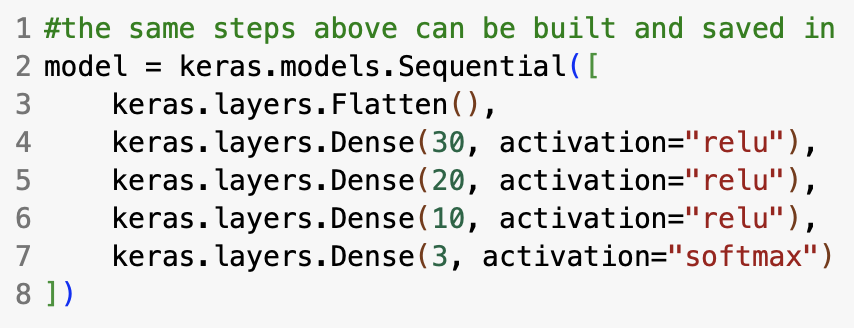 1 #the same steps above can be built and saved in
2 model = keras.models.Sequential([
3     keras.layers.Flatten(),
4     keras.layers.Dense(30, activation="relu"),
5     keras.layers.Dense(20, activation="relu"),
6     keras.layers.Dense(10, activation="relu"),
7     keras.layers.Dense(3, activation="softmax")
8 ])